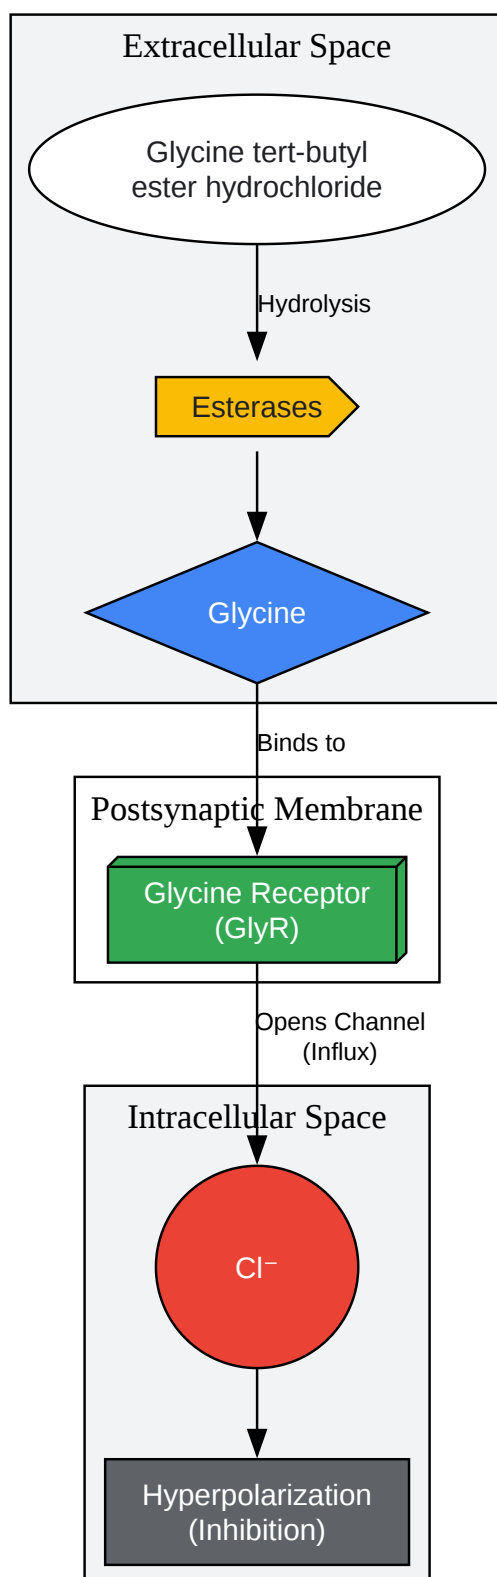 Extracellular Space
Glycine tert-butyl
ester hydrochloride
Hydrolysis
Esterases
Glycine
Binds to
Postsynaptic Membrane
Glycine Receptor
(GlyR)
Opens Channel
(Influx)
Intracellular Space
Cl⁻
Hyperpolarization
(Inhibition)